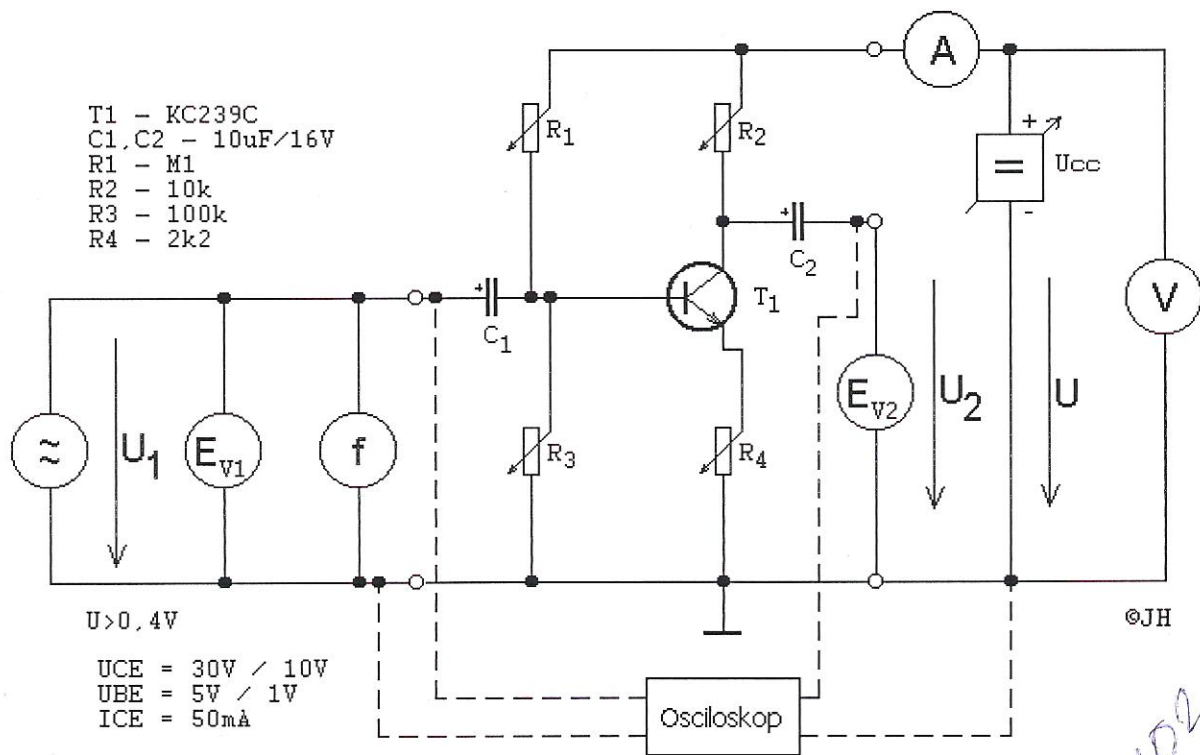 T1 - KC239C
C1,C2 - 10uF/16V
R1 - M1
R2 - 10k
R3 - 100k
R4 - 2k2
A
R1
R2
+
=
Ucc
-
C2
T1
V
C1
≈
U1
EV1
f
R3
R4
EV2
U2
U
U>0,4V
©JH
UCE = 30V / 10V
UBE = 5V / 1V
ICE = 50mA
Osciloskop